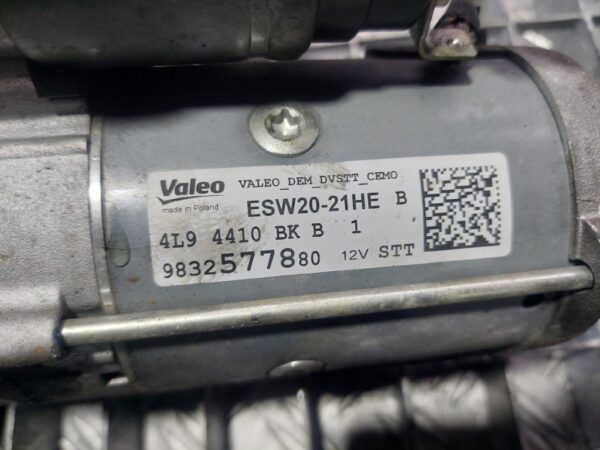 Valeo VALEO_DEM_DVSTT_CEMO
made in Poland ESW20-21HE B
4L9 4410 BK B 1
9832577880 12V STT